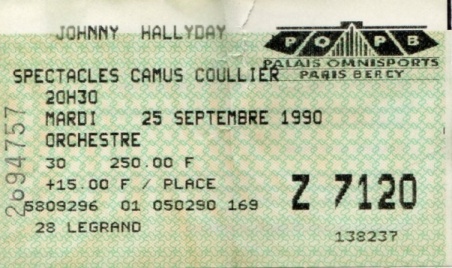 JOHNNY HALLYDAY
POPB
PALAIS OMNISPORTS
PARIS BERCY
SPECTACLES CAMUS COULLIER
20H30
MARDI 25 SEPTEMBRE 1990
ORCHESTRE
30 250.00 F
+15.00 F / PLACE
5809296 01 050290 169
28 LEGRAND
Z 7120
138237
2694757